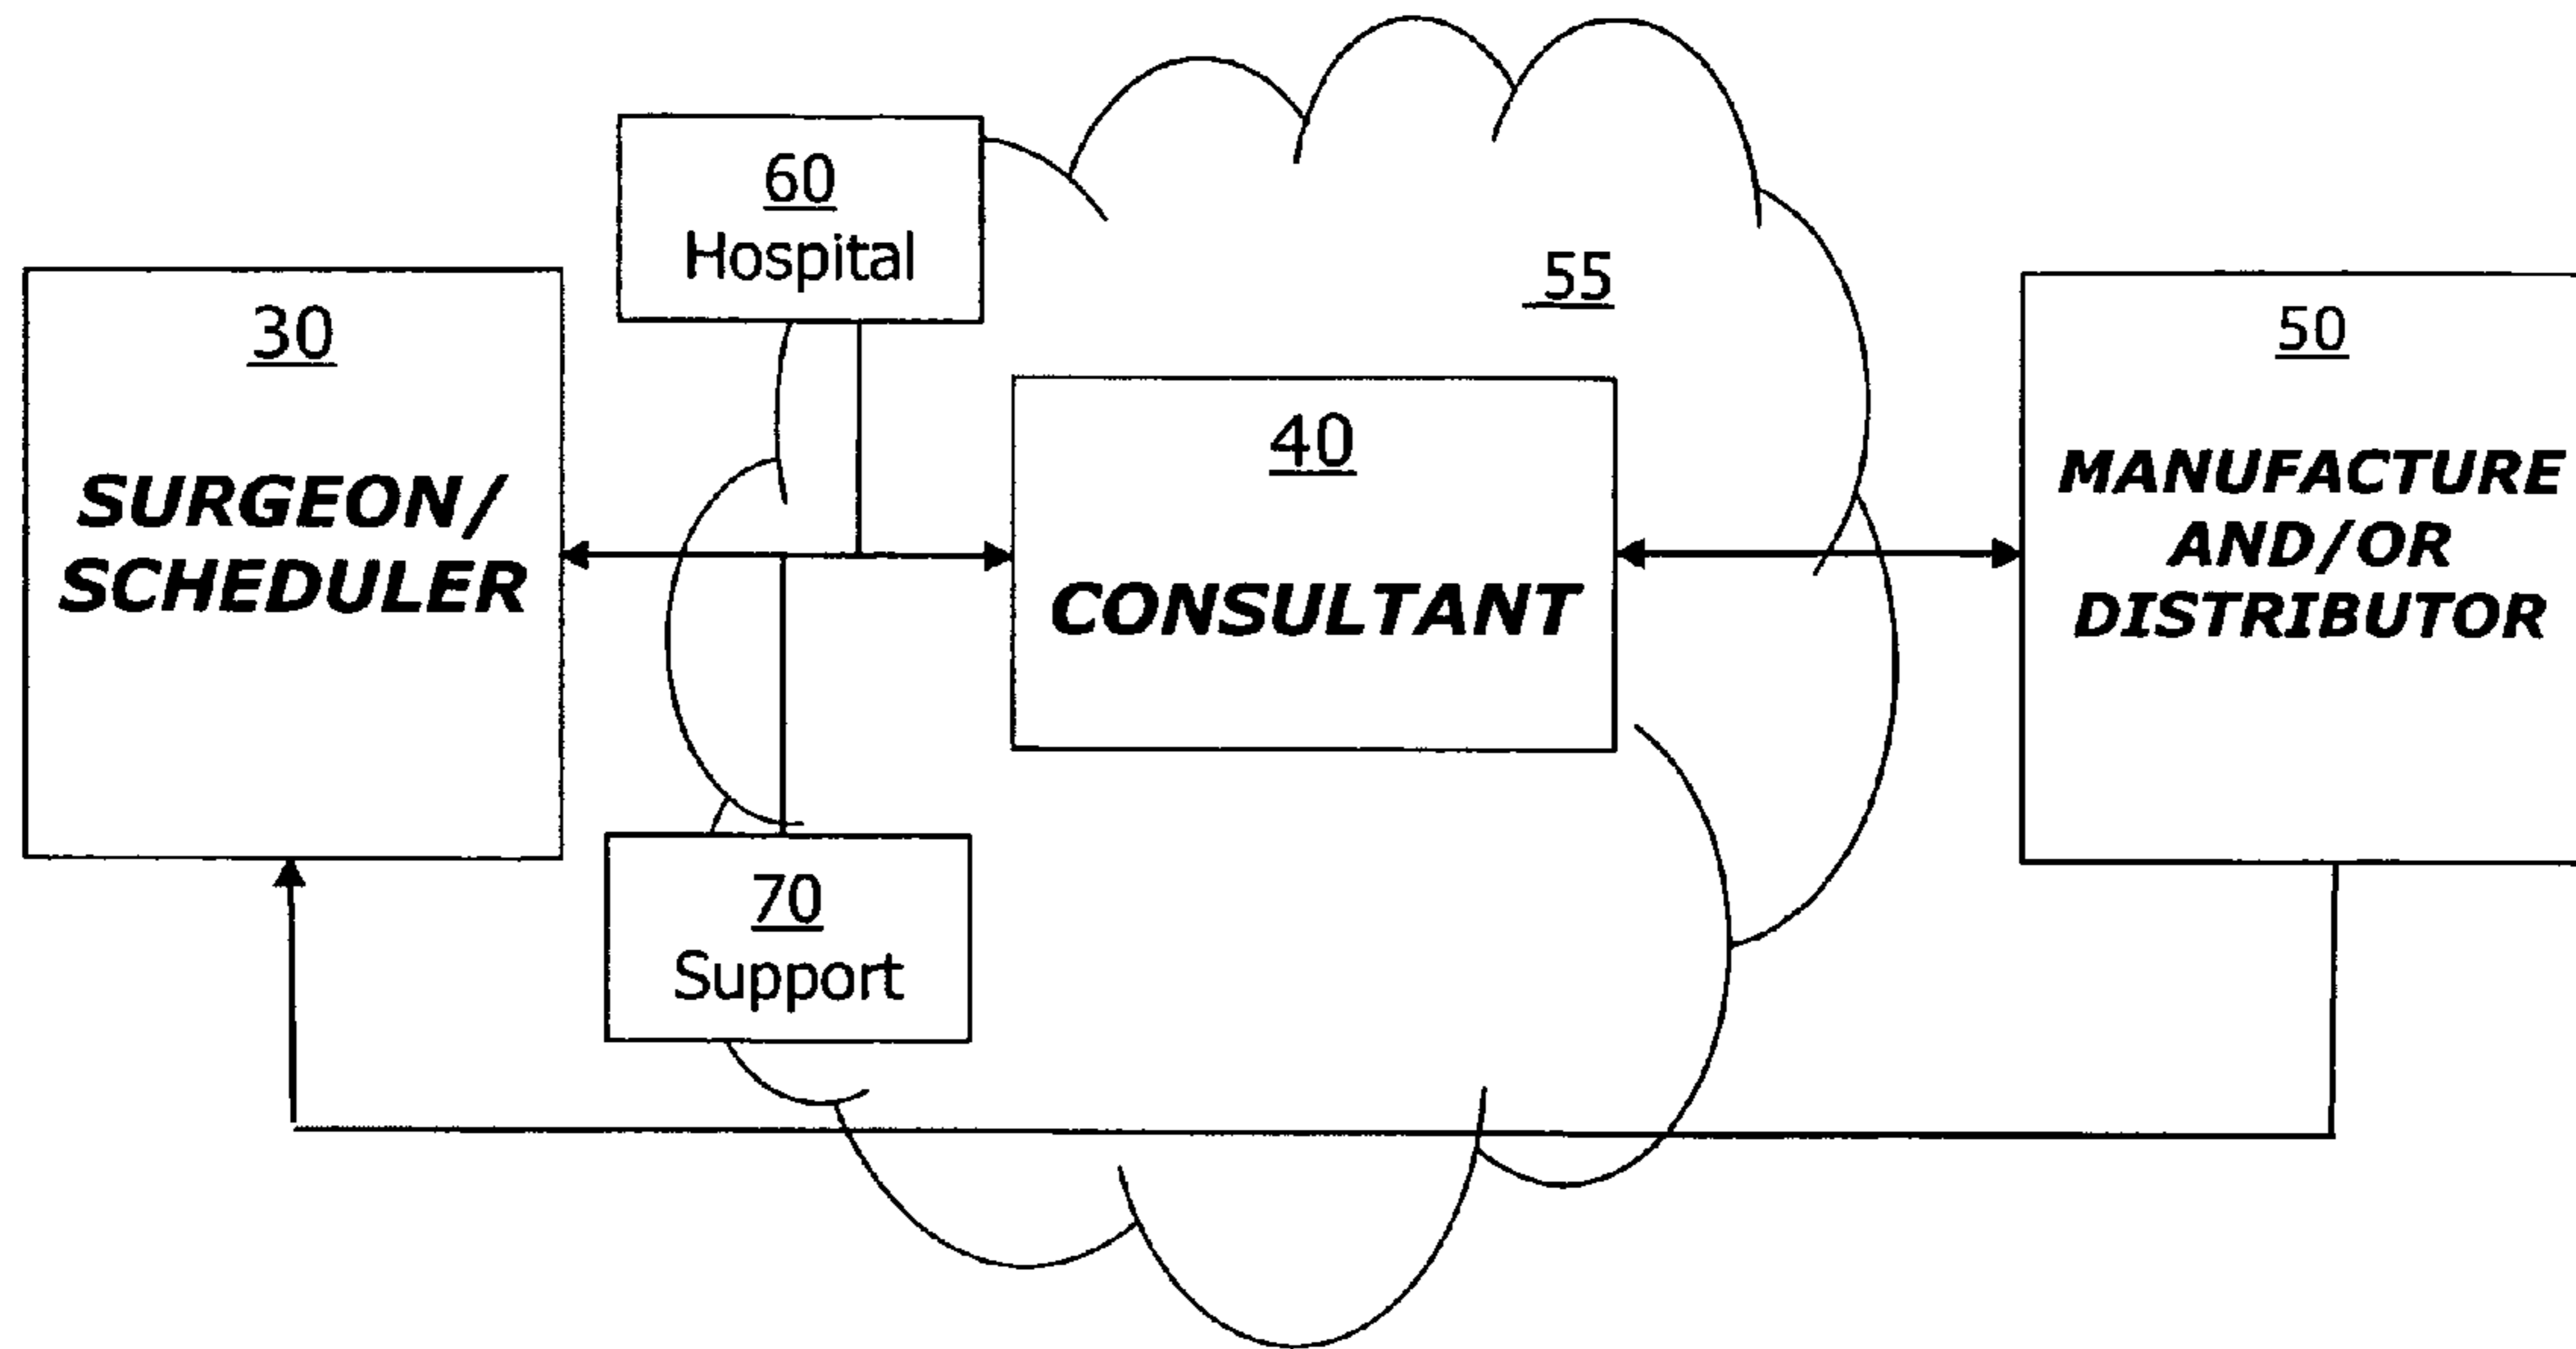 60
Hospital
55
30
SURGEON/
SCHEDULER
40
CONSULTANT
50
MANUFACTURE
AND/OR
DISTRIBUTOR
70
Support